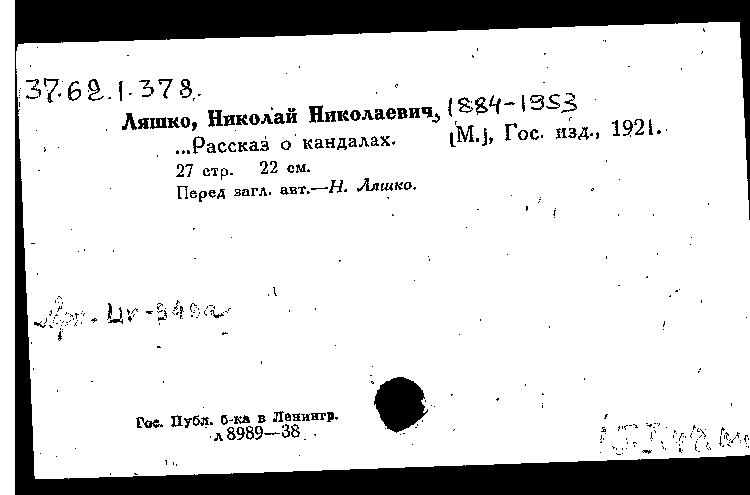 37.62.1.373.
Ляшко, Николай Николаевич, 1884-1953
...Рассказ о кандалах. [М.], Гос. изд., 1921.
27 стр. 22 см.
Перед загл. авт.—Н. Ляшко.
Гос. Публ. б-ка в Ленингр.
л 8989—38